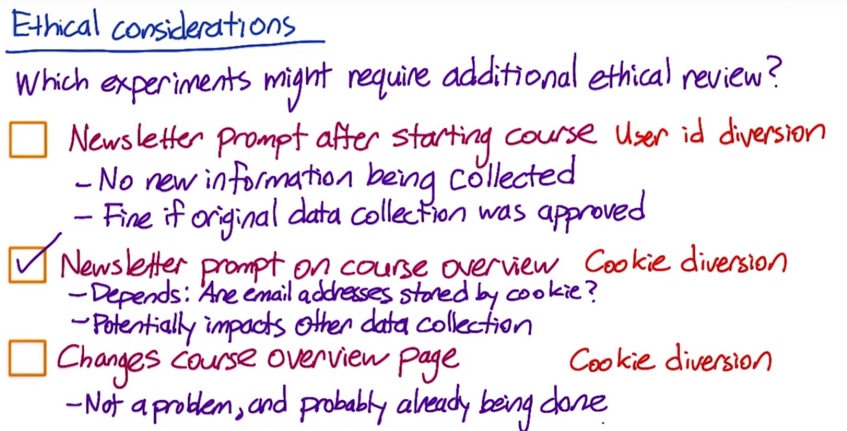 Ethical considerations
Which experiments might require additional ethical review?
Newsletter prompt after starting course User id diversion
- No new information being collected
- Fine if original data collection was approved
Newsletter prompt on course overview Cookie diversion
- Depends: Are email addresses stored by cookie?
- Potentially impacts other data collection
Changes course overview page Cookie diversion
- Not a problem, and probably already being done